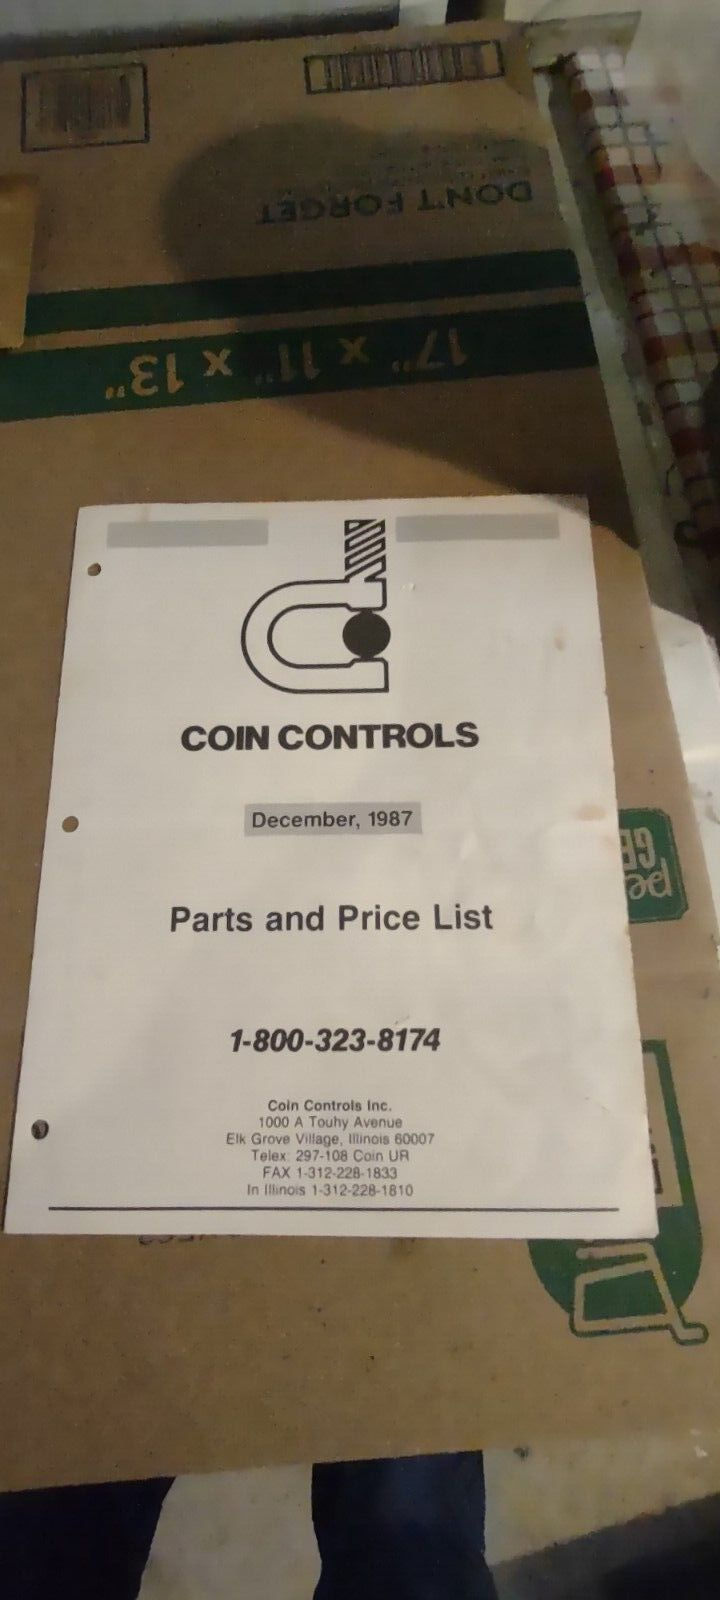 DON'T FORGET
17" x 11" x 13"
COIN CONTROLS
December, 1987
Parts and Price List
1-800-323-8174
Coin Controls Inc.
1000 A Touhy Avenue
Elk Grove Village, Illinois 60007
Telex: 297-108 Coin UR
FAX 1-312-228-1833
In Illinois 1-312-228-1810